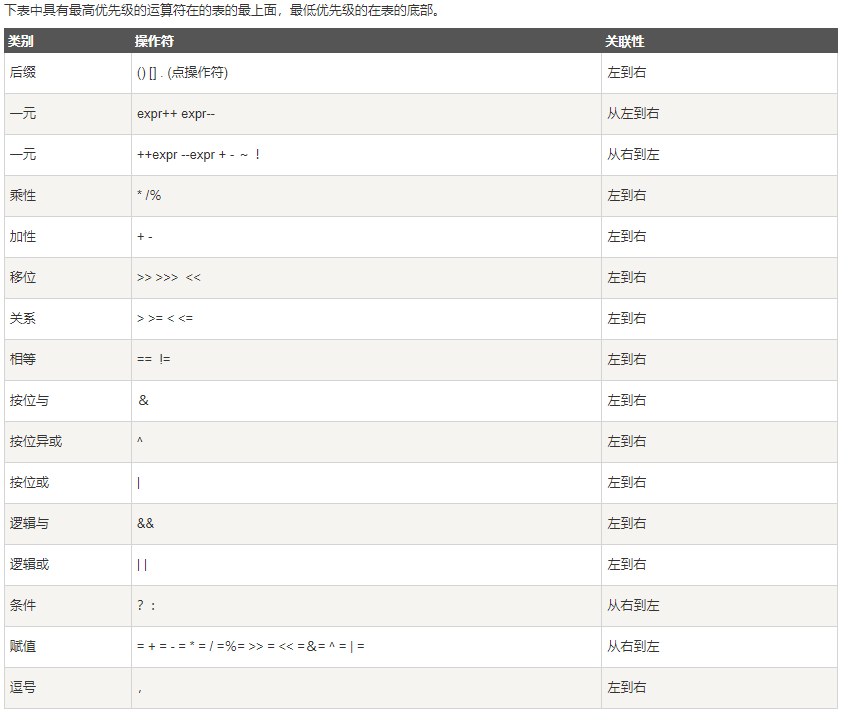 下表中具有最高优先级的运算符在的表的最上面，最低优先级的在表的底部。
类别 操作符 关联性
后缀 () [] . (点操作符) 左到右
一元 expr++ expr-- 从左到右
一元 ++expr --expr + - ～ ！ 从右到左
乘性 * /% 左到右
加性 + - 左到右
移位 >> >>>  << 左到右
关系 > >= < <= 左到右
相等 ==  != 左到右
按位与 ＆ 左到右
按位异或 ^ 左到右
按位或 | 左到右
逻辑与 && 左到右
逻辑或 | | 左到右
条件 ？： 从右到左
赋值 = + = - = * = / =％= >> = << =＆= ^ = | = 从右到左
逗号 ， 左到右